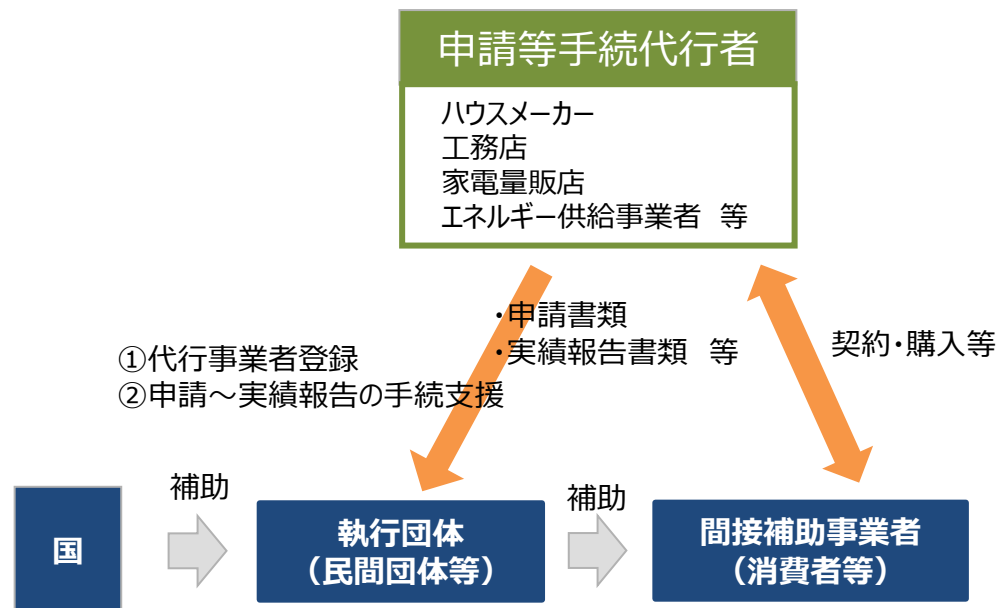 申請等手続代行者
ハウスメーカー
工務店
家電量販店
エネルギー供給事業者　等
・申請書類
・実績報告書類　等
契約・購入等
①代行事業者登録
②申請～実績報告の手続支援
補助
補助
国
執行団体
（民間団体等）
間接補助事業者
（消費者等）